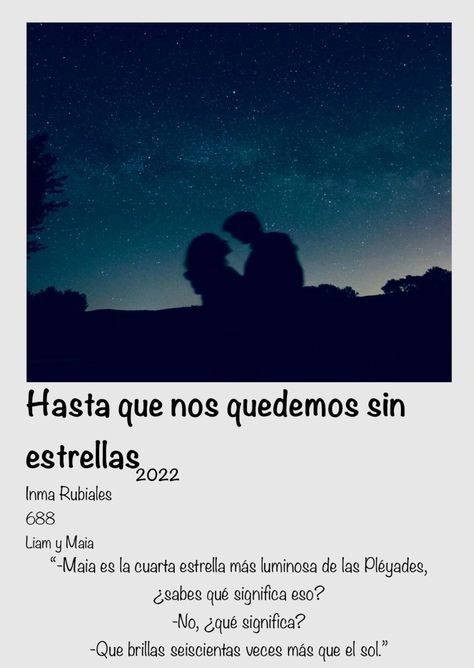 Hasta que nos quedemos sin
estrellas 2022
Inma Rubiales
688
Liam y Maia
“-Maia es la cuarta estrella más luminosa de las Pléyades,
¿sabes qué significa eso?
-No, ¿qué significa?
-Que brillas seiscientas veces más que el sol.”